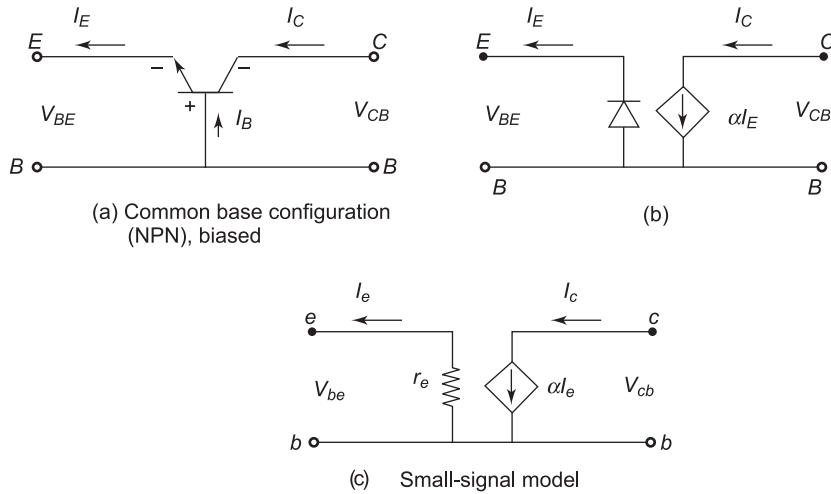 I_E I_C
E C
− −
V_BE + I_B V_CB
B B
(a) Common base configuration
(NPN), biased
I_E I_C
E C
V_BE αI_E V_CB
B B
(b)
I_e I_c
e c
V_be r_e αI_e V_cb
b b
(c) Small-signal model